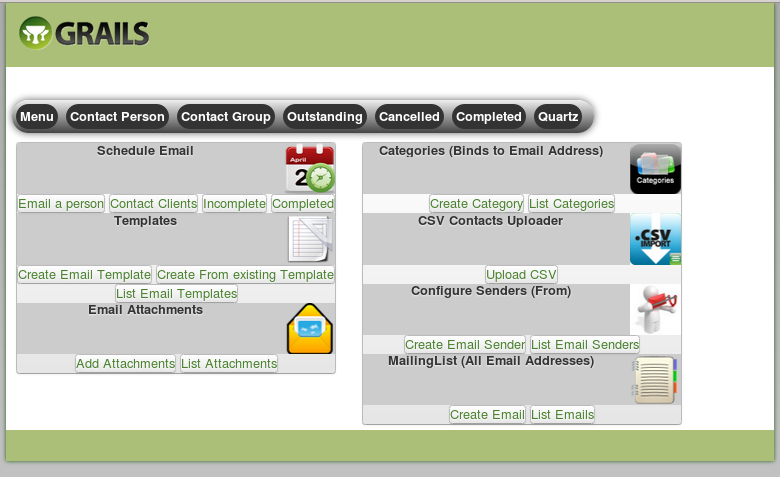 GRAILS
Menu Contact Person Contact Group Outstanding Cancelled Completed Quartz
Schedule Email
April
2
Email a person Contact Clients Incomplete Completed
Templates
Create Email Template Create From existing Template
List Email Templates
Email Attachments
Add Attachments List Attachments
Categories (Binds to Email Address)
Categories
Create Category List Categories
CSV Contacts Uploader
.CSV
IMPORT
Upload CSV
Configure Senders (From)
Create Email Sender List Email Senders
MailingList (All Email Addresses)
Create Email List Emails